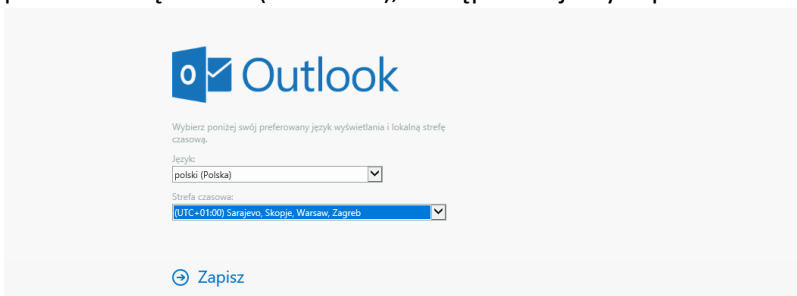 Outlook
Wybierz poniżej swój preferowany język wyświetlania i lokalną strefę
czasową.
Język:
polski (Polska)
Strefa czasowa:
(UTC+01:00) Sarajevo, Skopje, Warsaw, Zagreb
Zapisz